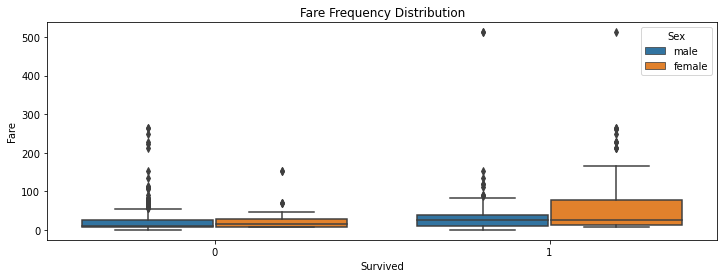 Fare Frequency Distribution
Fare
500
400
300
200
100
0
Sex
male
female
0
1
Survived